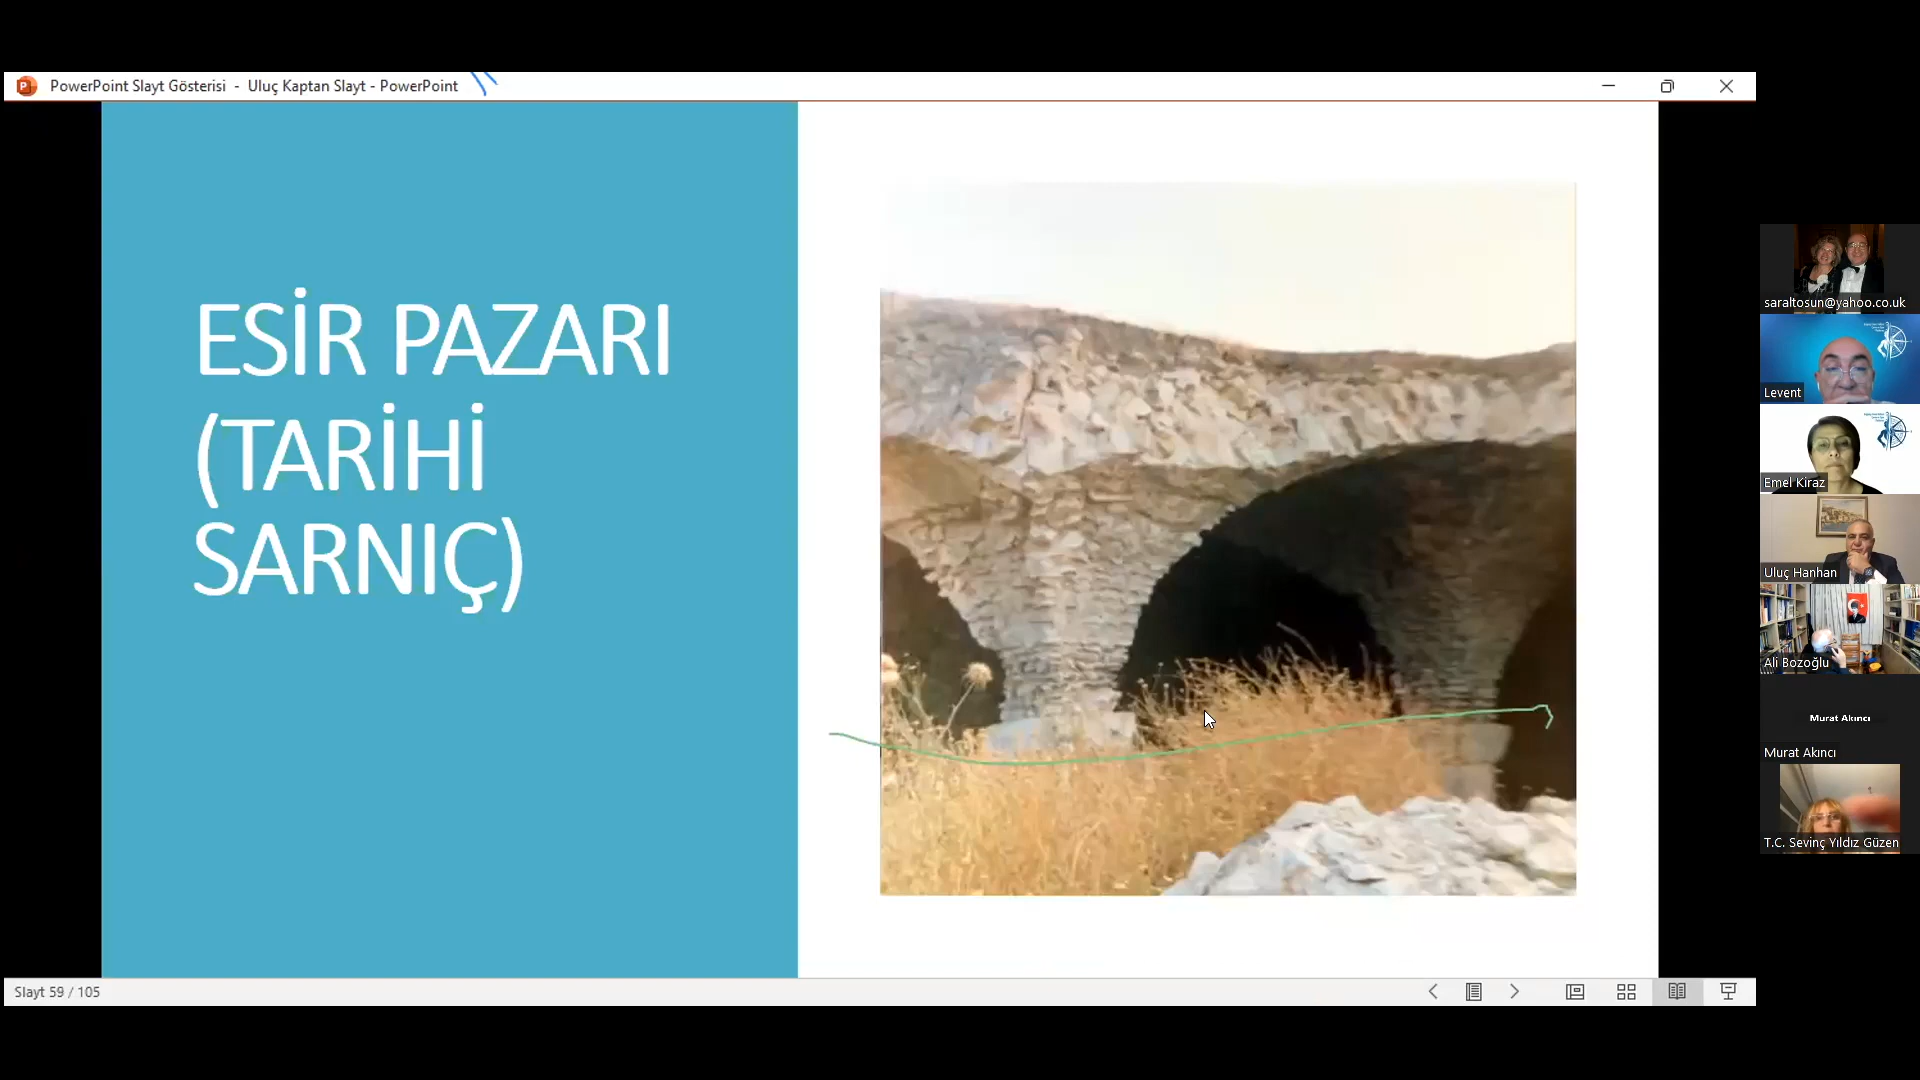 PowerPoint Slayt Gösterisi - Uluç Kaptan Slayt - PowerPoint
ESİR PAZARI
(TARİHİ
SARNIÇ)
Slayt 59 / 105
saraltosun@yahoo.co.uk
Levent
Emel Kiraz
Uluç Hanhan
Ali Bozoğlu
Murat Akıncı
Murat Akıncı
T.C. Sevinç Yıldız Güzen